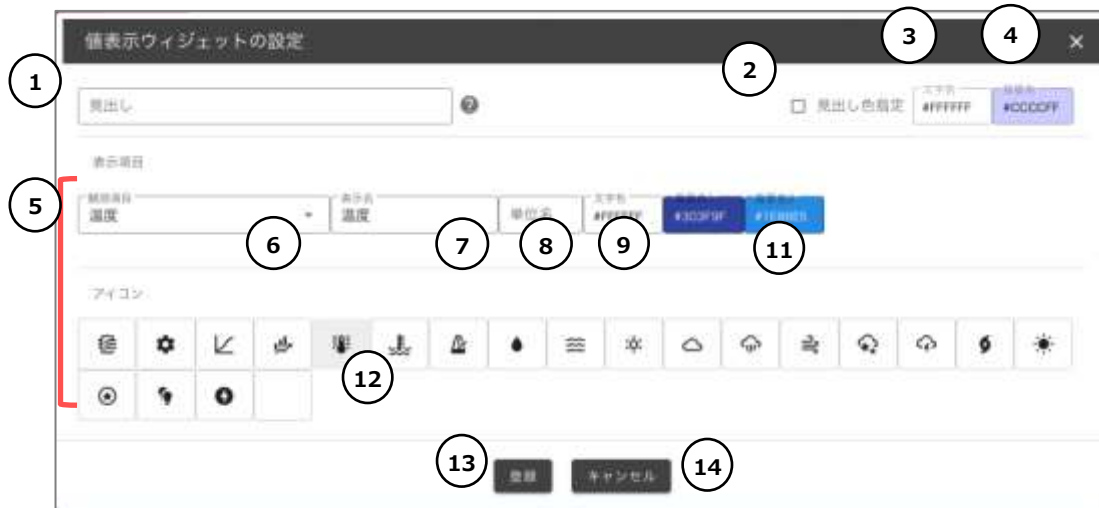 値表示ウィジェットの設定
3
4
×
2
1
見出し
見出し色指定
文字色
#FFFFFF
背景色
#CCCCFF
表示項目
5
観測項目
温度
表示名
温度
単位名
文字色
#FFFFFF
#303F9F
6
7
8
9
11
アイコン
12
13
登録
キャンセル
14